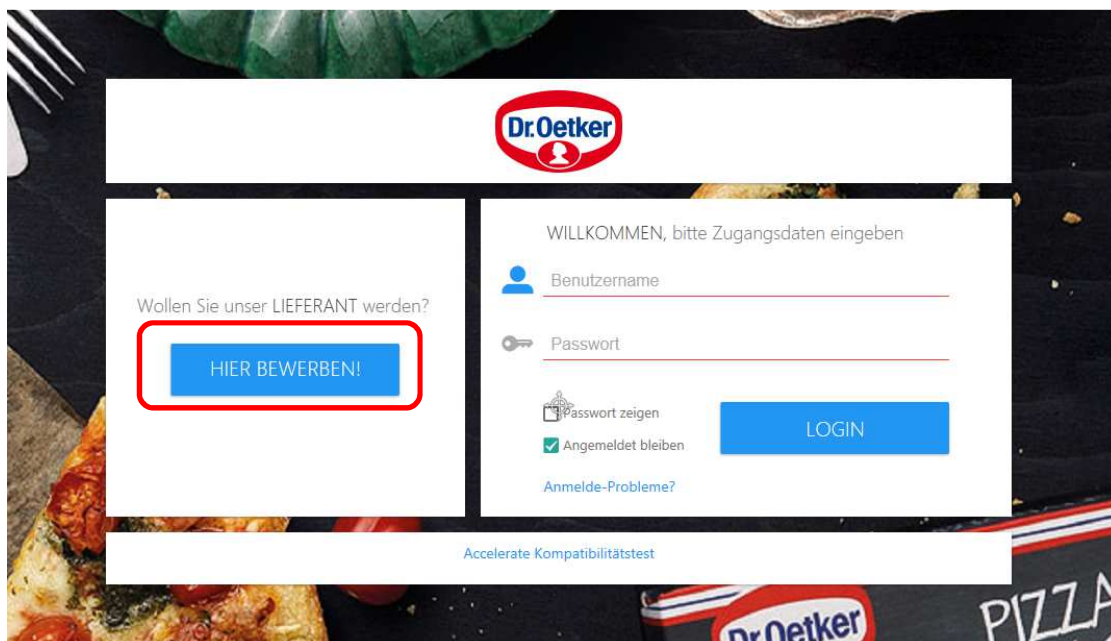 Dr.Oetker
Wollen Sie unser LIEFERANT werden?
HIER BEWERBEN!
WILLKOMMEN, bitte Zugangsdaten eingeben
Benutzername
Passwort
Passwort zeigen
Angemeldet bleiben
LOGIN
Anmelde-Probleme?
Accelerate Kompatibilitätstest
Dr.Oetker
PIZZA